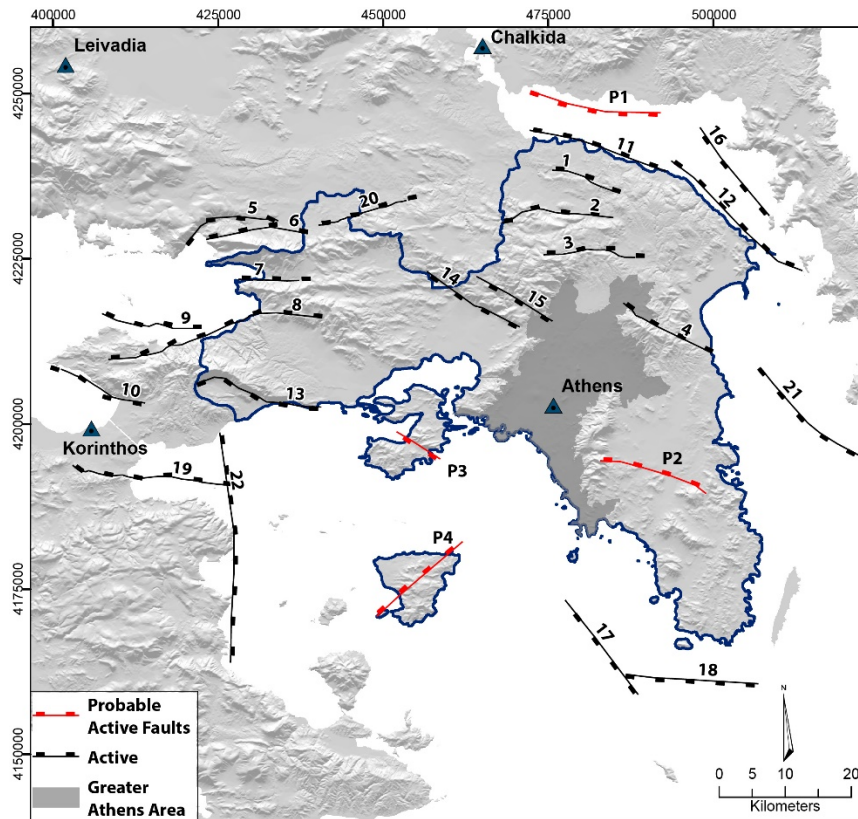 400000 425000 450000 475000 500000
4250000
4225000
4200000
4175000
4150000
Leivadia
Chalkida
P1
16
11
1
12
20
2
5
6
3
7
14
15
9
8
4
21
10
13
Athens
Korinthos
P3
P2
19
22
P4
17
18
Probable
Active Faults
Active
Greater
Athens Area
N
0 5 10 20
Kilometers